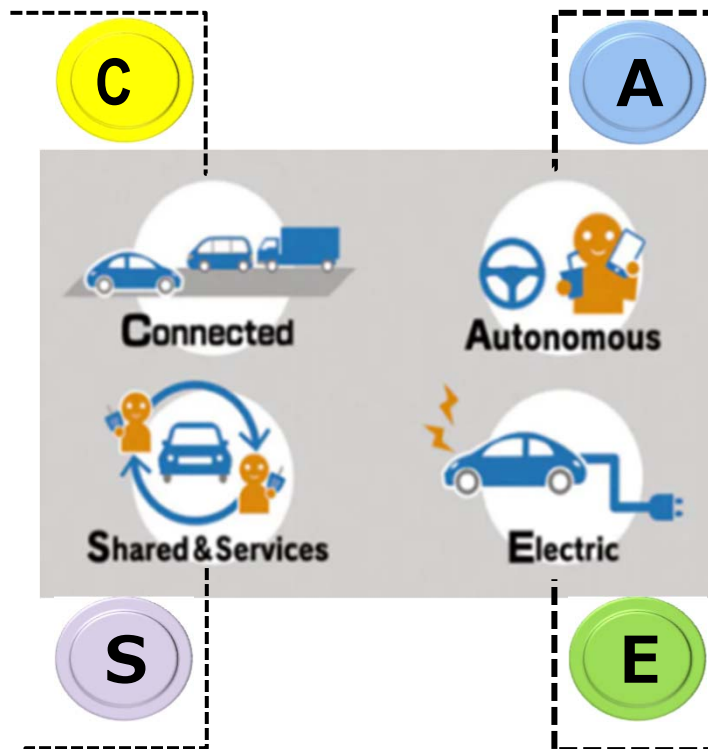 C
A
Connected
Autonomous
Shared & Services
Electric
S
E